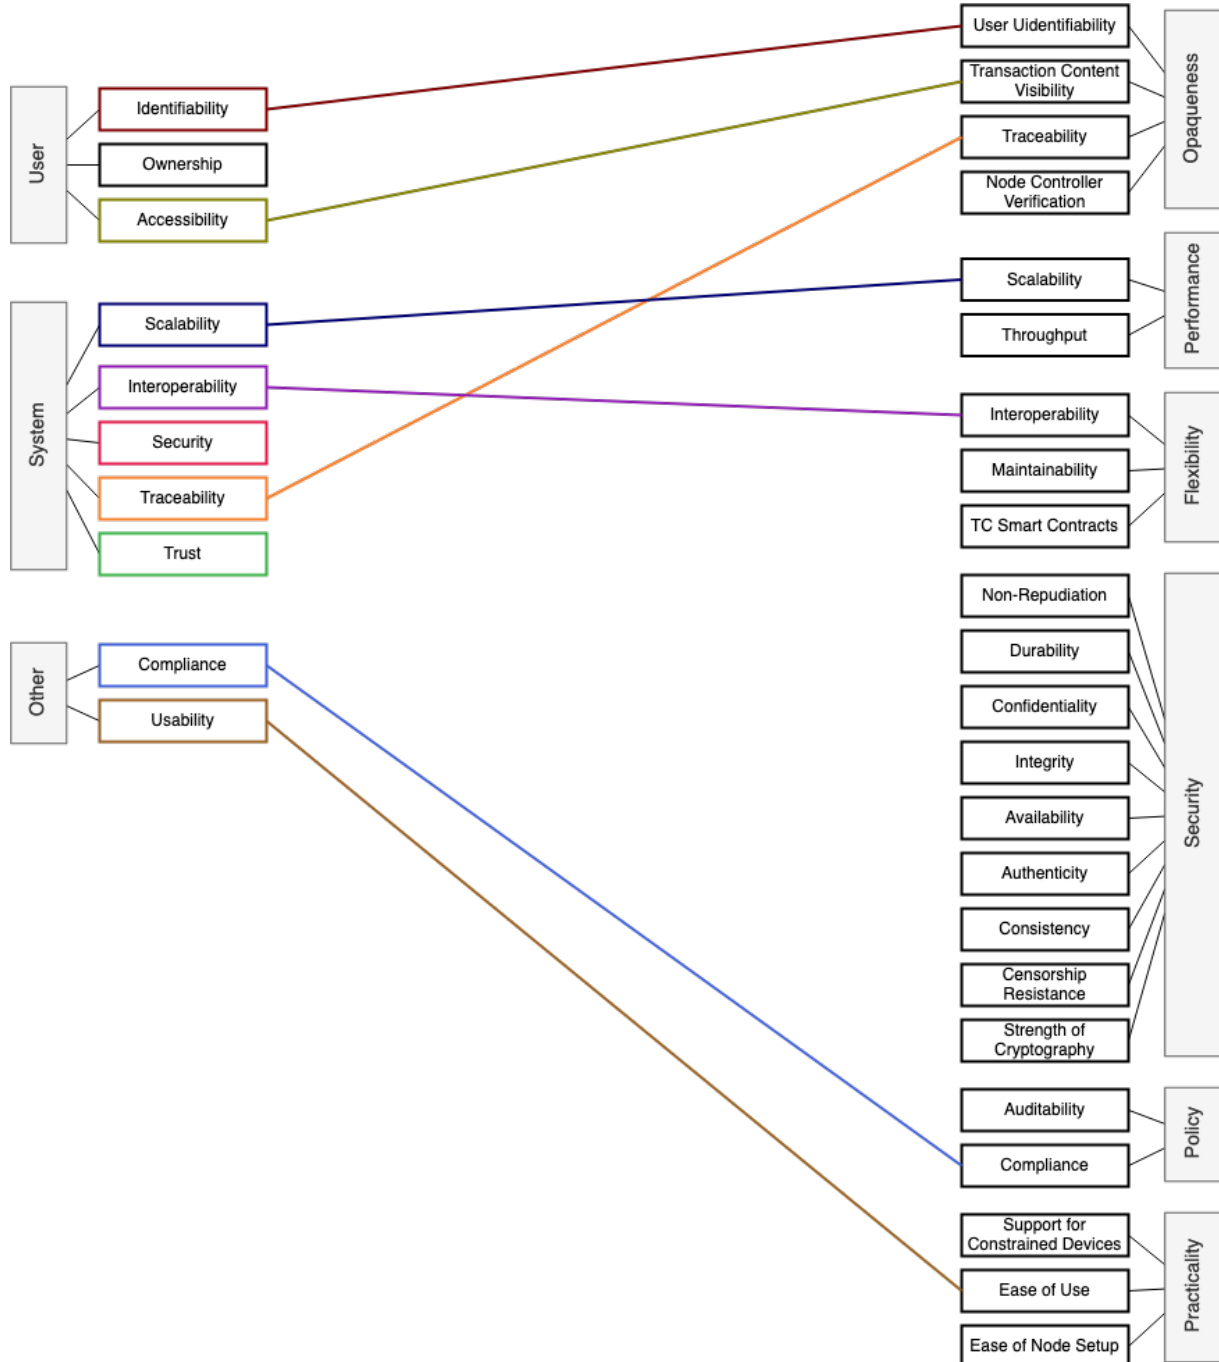 User
Identifiability
Ownership
Accessibility
System
Scalability
Interoperability
Security
Traceability
Trust
Other
Compliance
Usability
User Uidentifiability
Transaction Content
Visibility
Traceability
Node Controller
Verification
Opaqueness
Scalability
Throughput
Performance
Interoperability
Maintainability
TC Smart Contracts
Flexibility
Non-Repudiation
Durability
Confidentiality
Integrity
Availability
Authenticity
Consistency
Censorship
Resistance
Strength of
Cryptography
Security
Auditability
Compliance
Policy
Support for
Constrained Devices
Ease of Use
Ease of Node Setup
Practicality